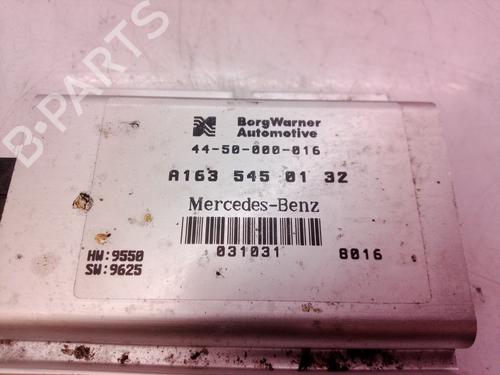 BorgWarner
Automotive
44-50-000-016
A163 545 01 32
Mercedes-Benz
HW:9550
SW:9625
031031
8016
B-PARTS